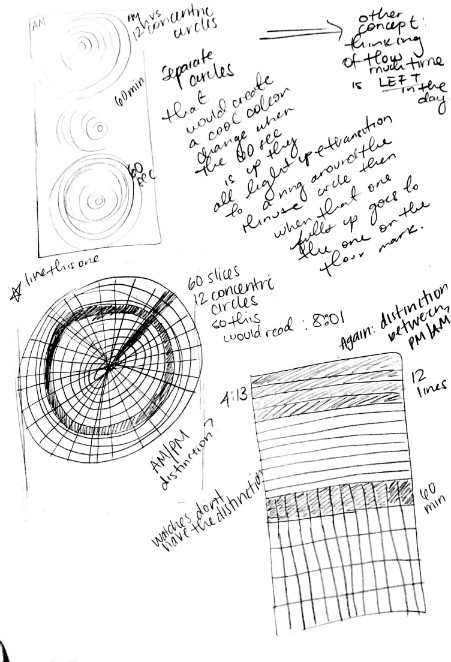 AM
PM
12 hrs
concentric
circles
60 min
60
sec
separate
circles
that
would create
a cool color
change when
the 60 sec
is up they
all light up + transition
to a ring around the
minute circle then
when that one
fills up goes to
the one on the
hour mark.
other
concept:
thinking
of how
much time
is LEFT
in the
day
like this one
60 slices
12 concentric
circles
so this
would read: 8:01
AM/PM
distinction?
watches don't
have the distinction
Again: distinction
between
PM/AM
4:13
12
lines
60
min